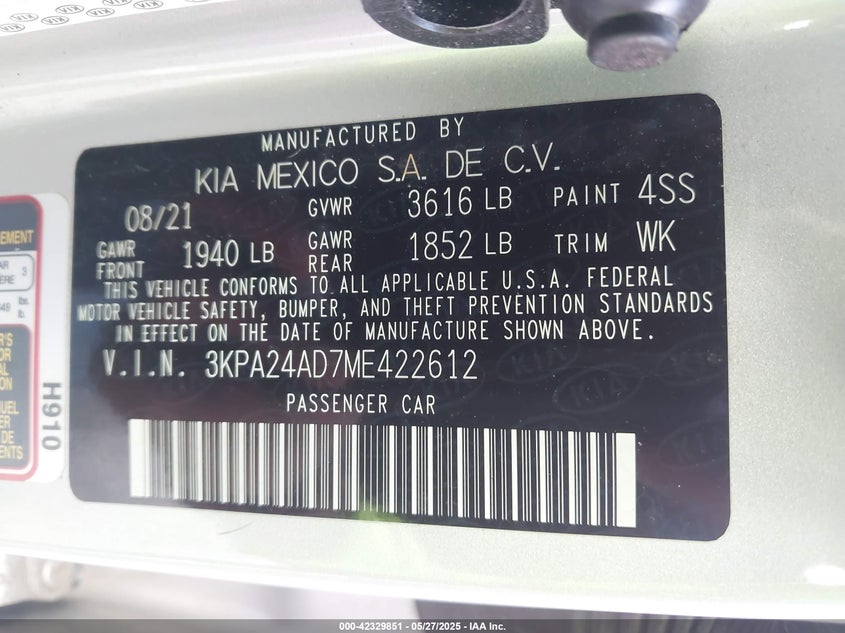 MANUFACTURED BY
KIA MEXICO S.A. DE C.V.
08/21 GVWR 3616 LB PAINT 4SS
GAWR FRONT 1940 LB GAWR REAR 1852 LB TRIM WK
THIS VEHICLE CONFORMS TO ALL APPLICABLE U.S.A. FEDERAL
MOTOR VEHICLE SAFETY, BUMPER, AND THEFT PREVENTION STANDARDS
IN EFFECT ON THE DATE OF MANUFACTURE SHOWN ABOVE.
V.I.N. 3KPA24AD7ME422612
PASSENGER CAR
H910
000-42329851 - 05/27/2025 - IAA Inc.